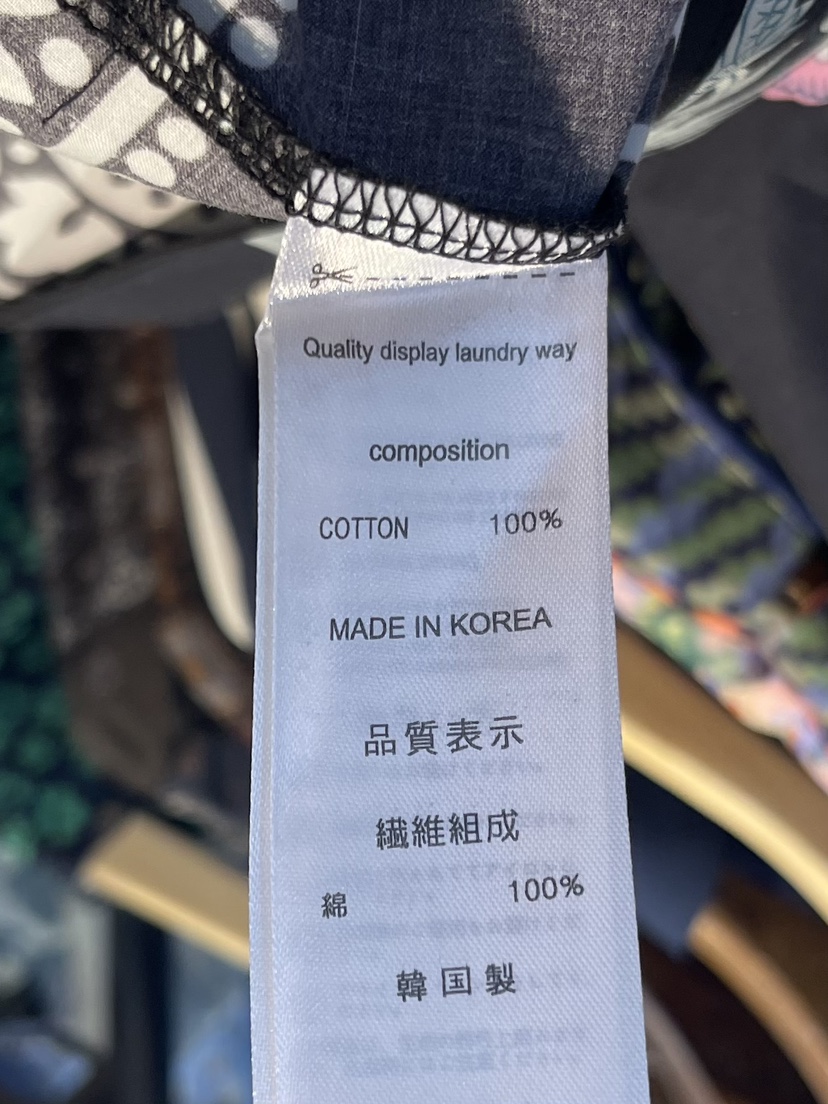 Quality display laundry way
composition
COTTON 100%
MADE IN KOREA
品質表示
繊維組成
綿 100%
韓国製